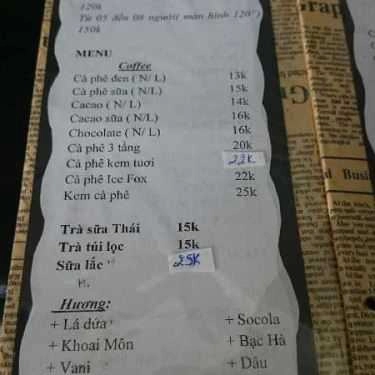 120k
Từ 05 đến 08 người( màn hình 120")
150k
MENU
Coffee
Cà phê đen ( N/ L) 13k
Cà phê sữa ( N/ L) 15k
Cacao ( N/ L) 14k
Cacao sữa ( N/L) 16k
Chocolate ( N/ L) 16k
Cà phê 3 tầng 20k
Cà phê kem tươi 22K
Cà phê Ice Fox 22k
Kem cà phê 25k
Trà sữa Thái 15k
Trà túi lọc 15k
Sữa lắc 25K
Hương:
+ Lá dứa + Socola
+ Khoai Môn + Bạc Hà
+ Vani + Dâu